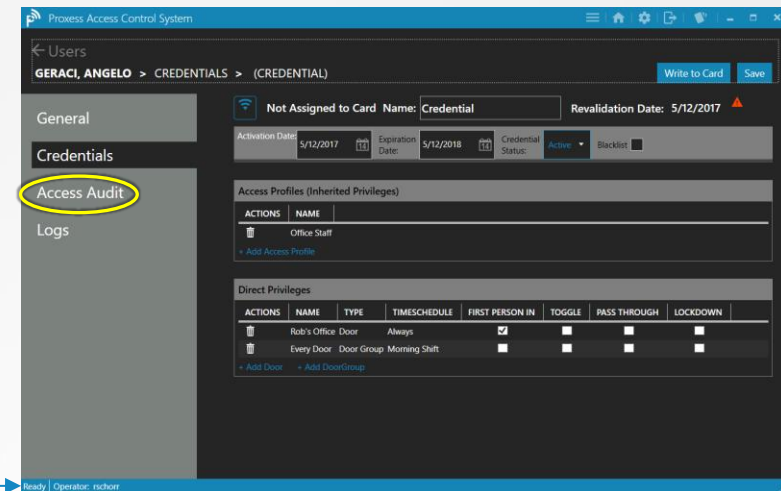 Proxess Access Control System
Users
GERACI, ANGELO > CREDENTIALS > (CREDENTIAL)
Write to Card Save
General
Credentials
Access Audit
Logs
Not Assigned to Card Name: Credential Revalidation Date: 5/12/2017
Activation Date: 5/12/2017 14 Expiration Date: 5/12/2018 14 Credential Status: Active Blacklist
Access Profiles (Inherited Privileges)
ACTIONS NAME
Office Staff
+ Add Access Profile
Direct Privileges
ACTIONS NAME TYPE TIMESCHEDULE FIRST PERSON IN TOGGLE PASS THROUGH LOCKDOWN
Rob's Office Door Always
Every Door Door Group Morning Shift
+ Add Door + Add DoorGroup
Ready Operator: rschorr